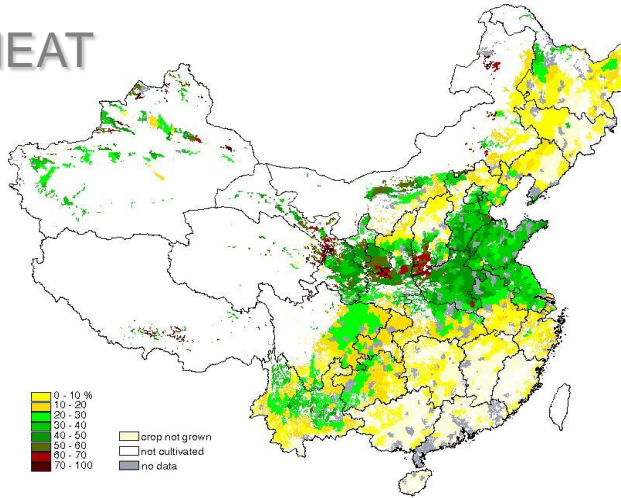 HEAT
0 - 10 %
10 - 20
20 - 30
30 - 40
40 - 50
50 - 60
60 - 70
70 - 100
crop not grown
not cultivated
no data